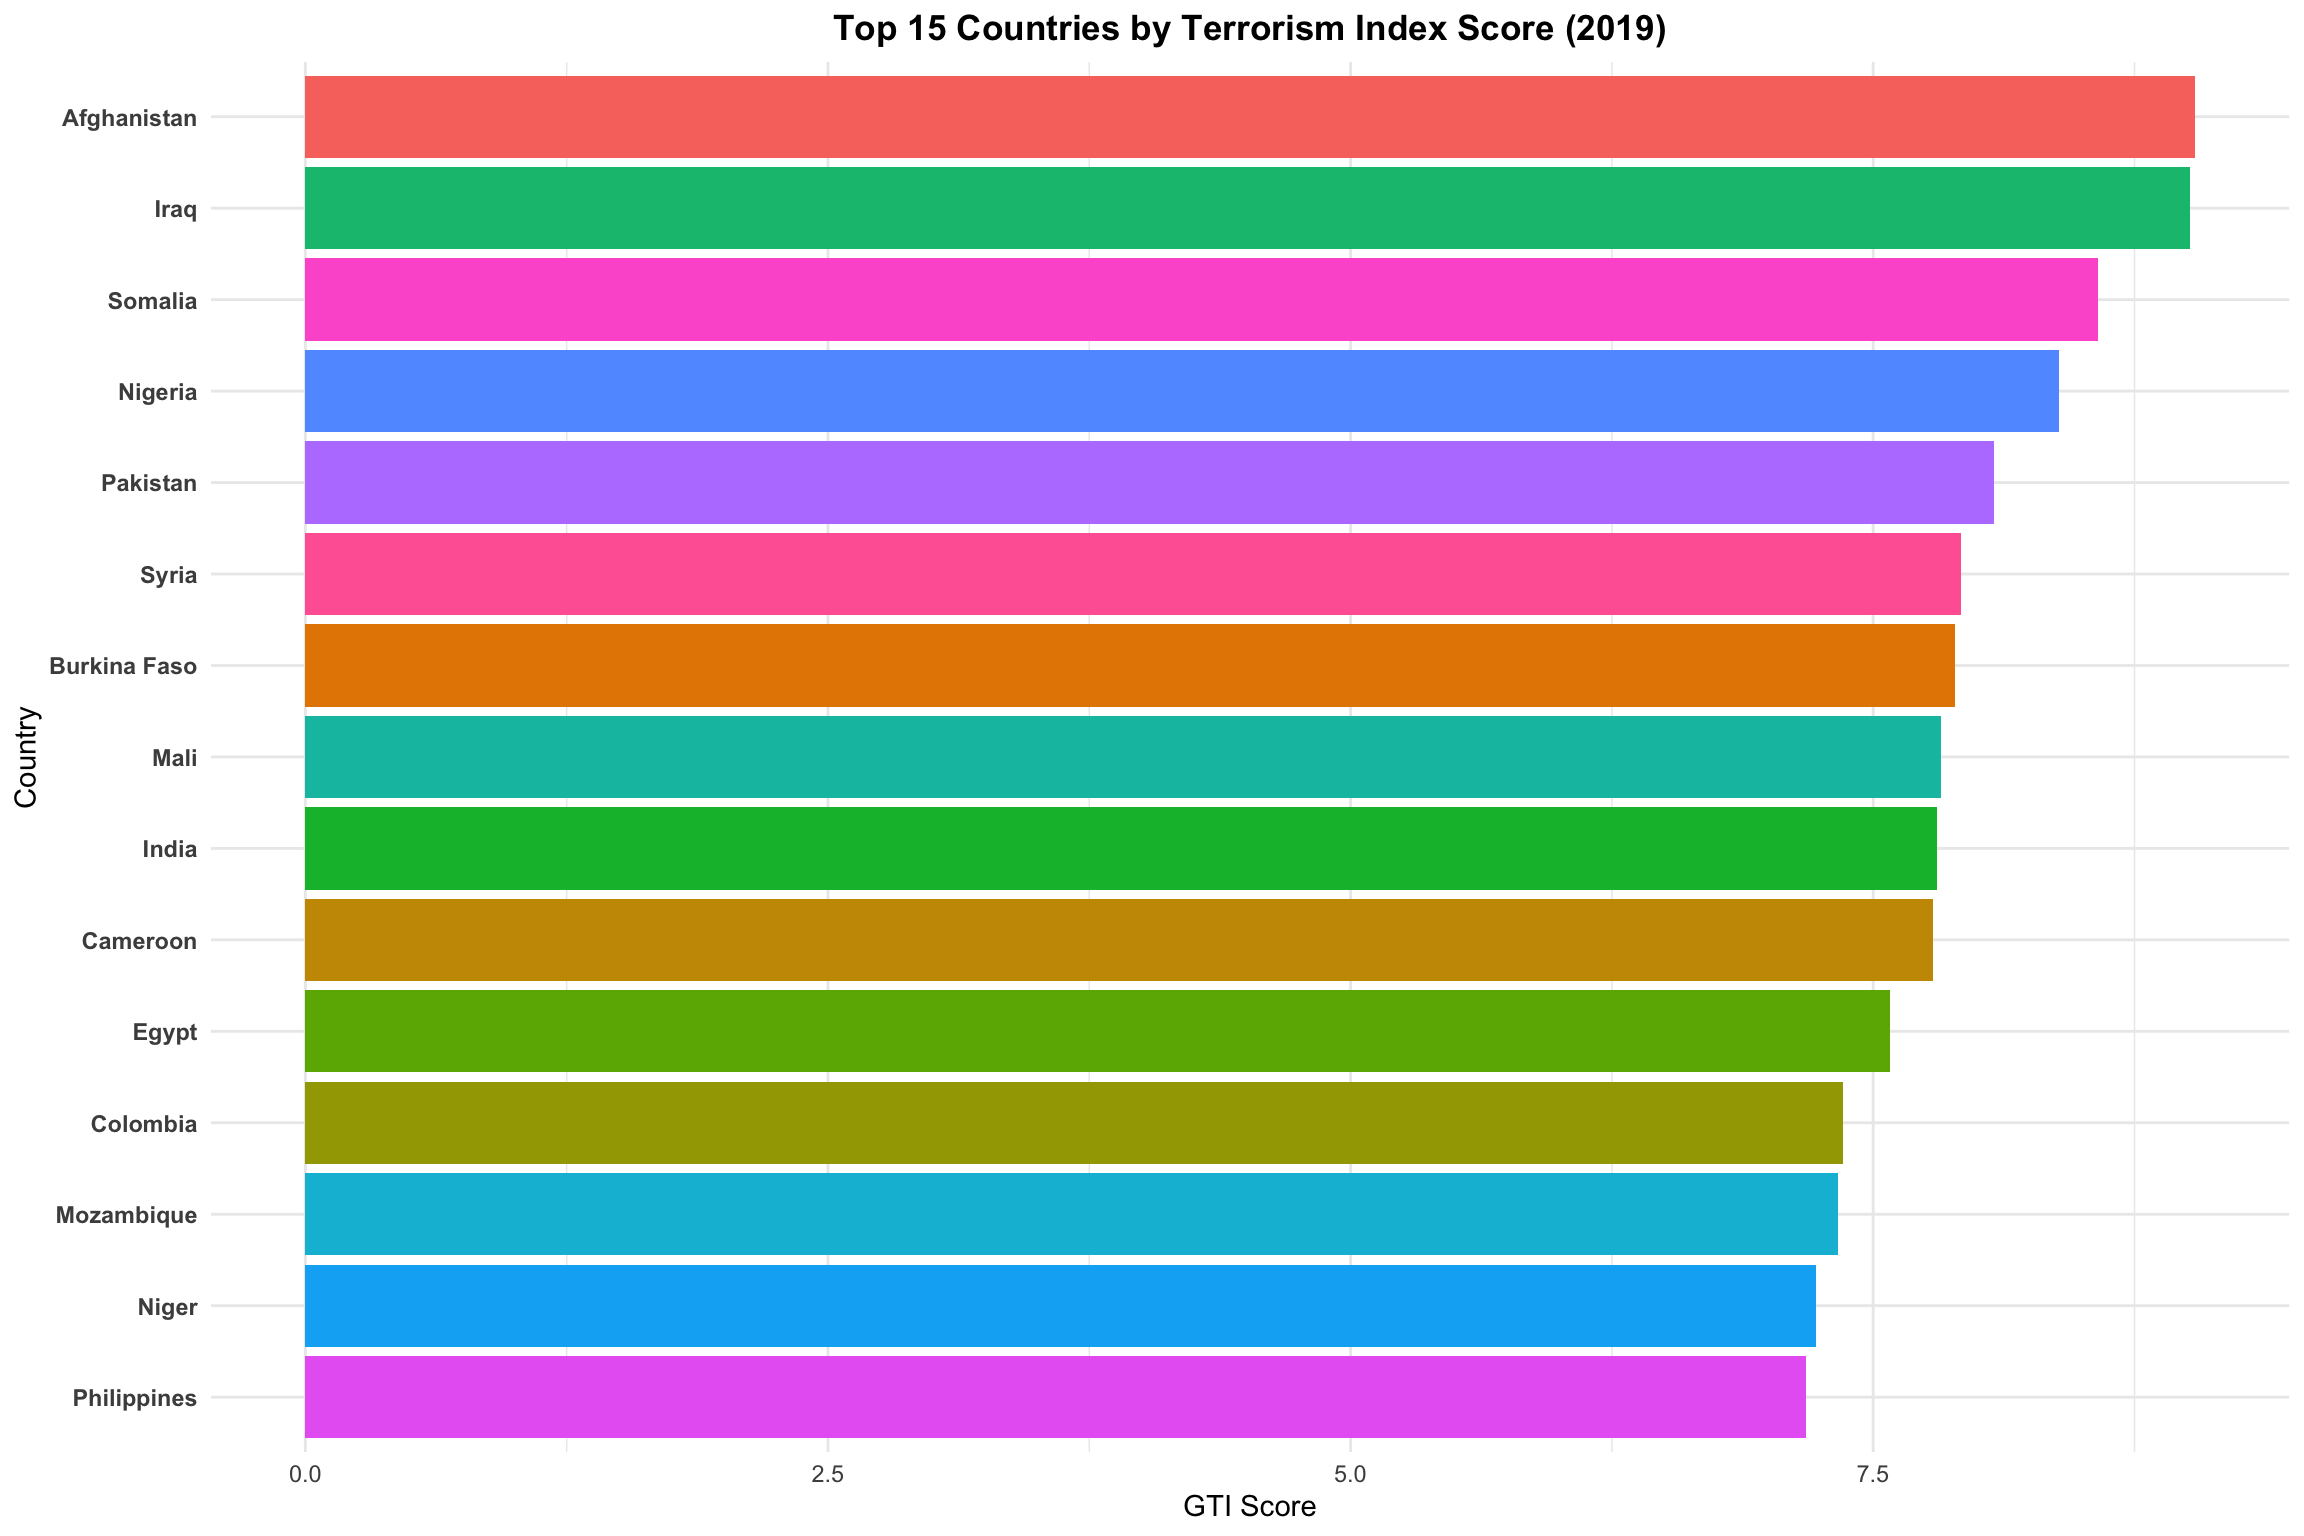 Top 15 Countries by Terrorism Index Score (2019)
Afghanistan
Iraq
Somalia
Nigeria
Pakistan
Syria
Burkina Faso
Mali
India
Cameroon
Egypt
Colombia
Mozambique
Niger
Philippines
Country
0.0 2.5 5.0 7.5
GTI Score